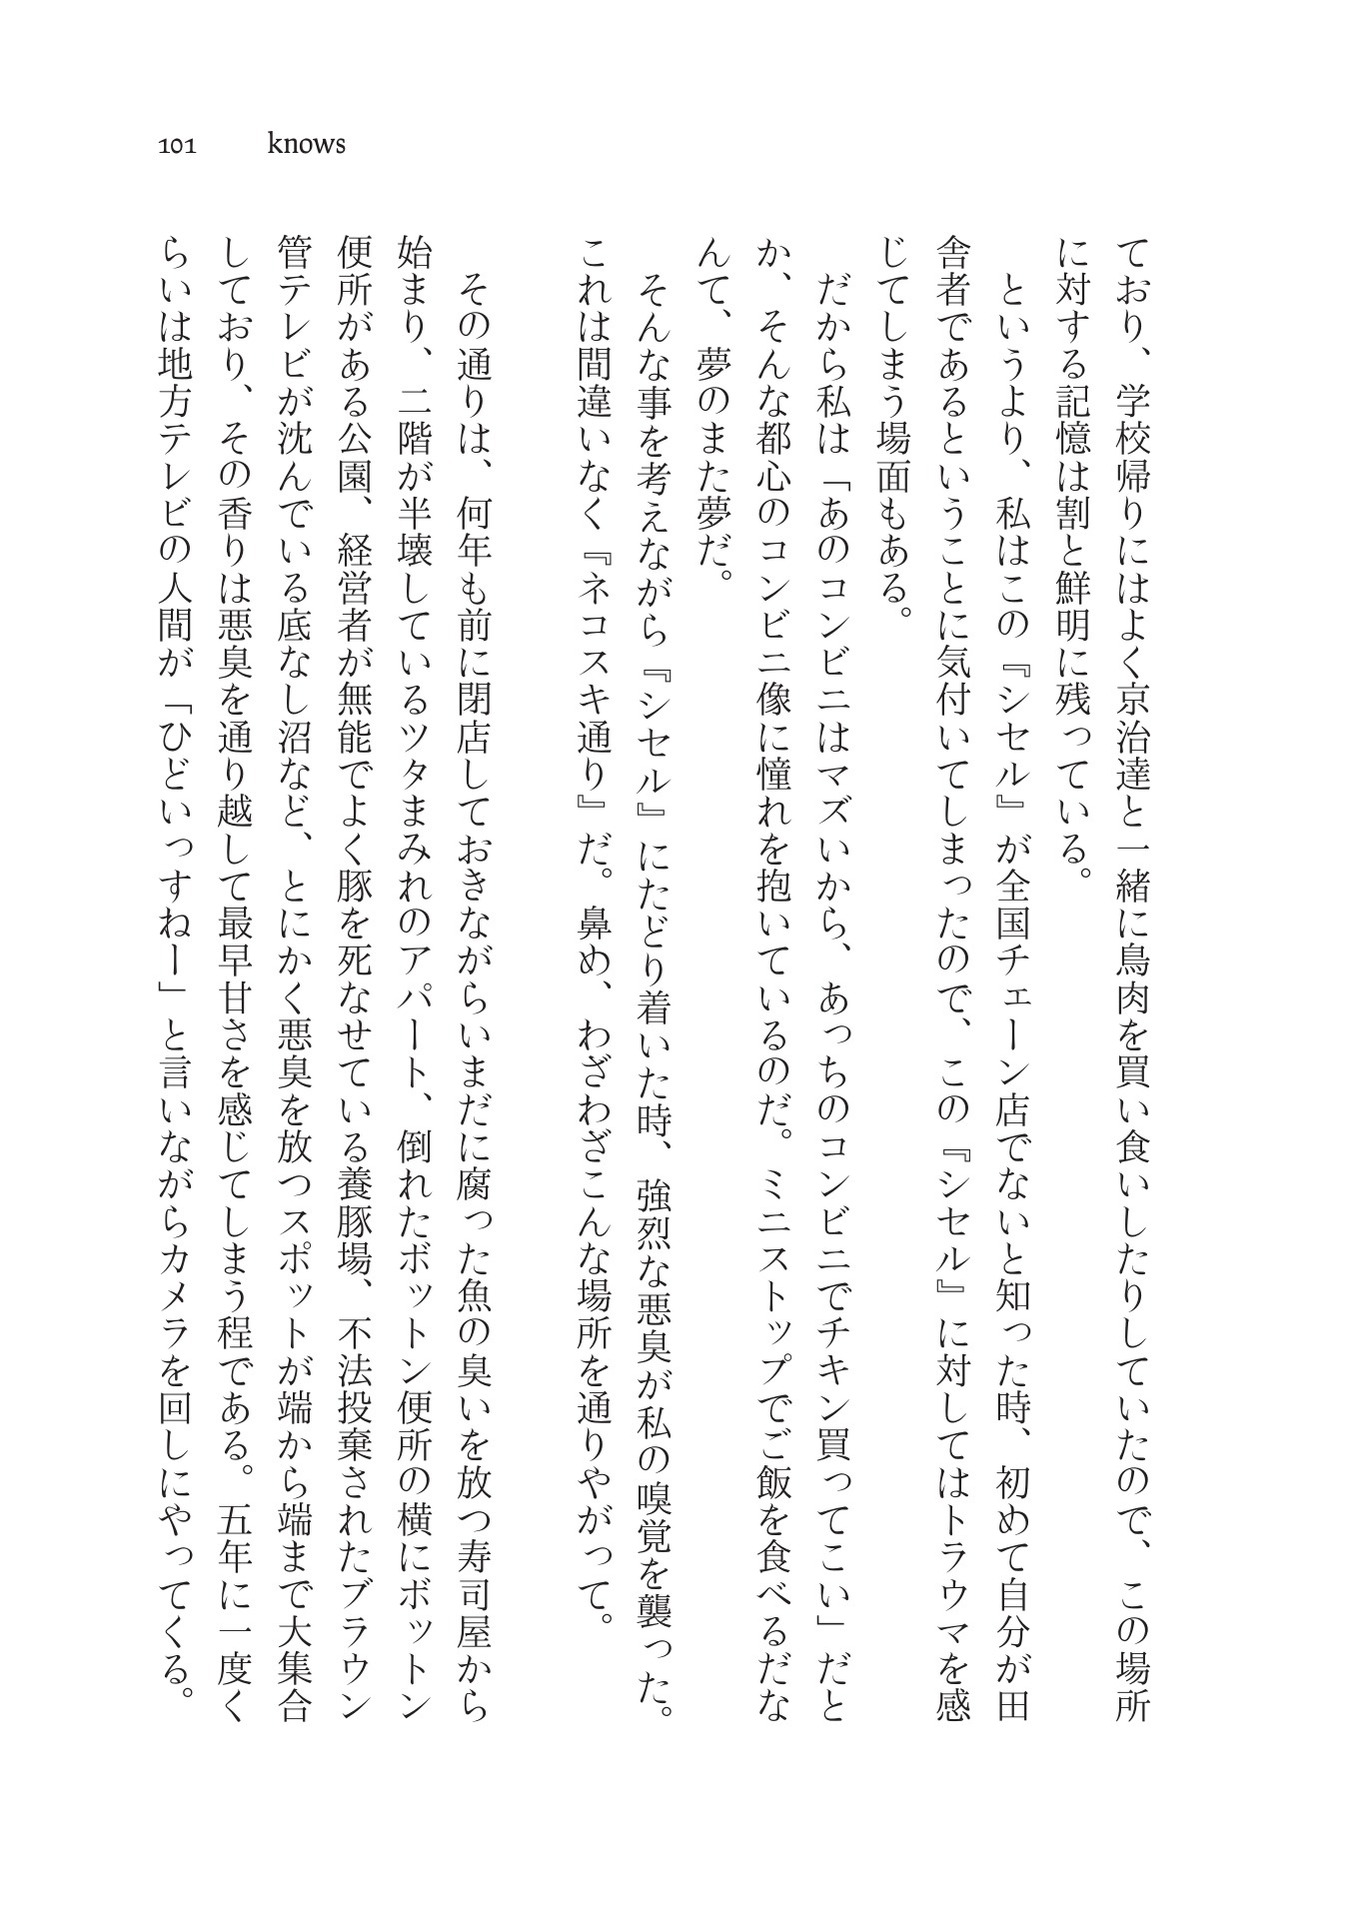 101 knows
ており、学校帰りにはよく京治達と一緒に鳥肉を買い食いしたりしていたので、この場所
に対する記憶は割と鮮明に残っている。
　というより、私はこの『シセル』が全国チェーン店でないと知った時、初めて自分が田
舎者であるということに気付いてしまったので、この『シセル』に対してはトラウマを感
じてしまう場面もある。
　だから私は「あのコンビニはマズいから、あっちのコンビニでチキン買ってこい」だと
か、そんな都心のコンビニ像に憧れを抱いているのだ。ミニストップでご飯を食べるだな
んて、夢のまた夢だ。
　そんな事を考えながら『シセル』にたどり着いた時、強烈な悪臭が私の嗅覚を襲った。
これは間違いなく『ネコスキ通り』だ。鼻め、わざわざこんな場所を通りやがって。
　その通りは、何年も前に閉店しておきながらいまだに腐った魚の臭いを放つ寿司屋から
始まり、二階が半壊しているツタまみれのアパート、倒れたボットン便所の横にボットン
便所がある公園、経営者が無能でよく豚を死なせている養豚場、不法投棄されたブラウン
管テレビが沈んでいる底なし沼など、とにかく悪臭を放つスポットが端から端まで大集合
しており、その香りは悪臭を通り越して最早甘さを感じてしまう程である。五年に一度く
らいは地方テレビの人間が「ひどいっすねー」と言いながらカメラを回しにやってくる。